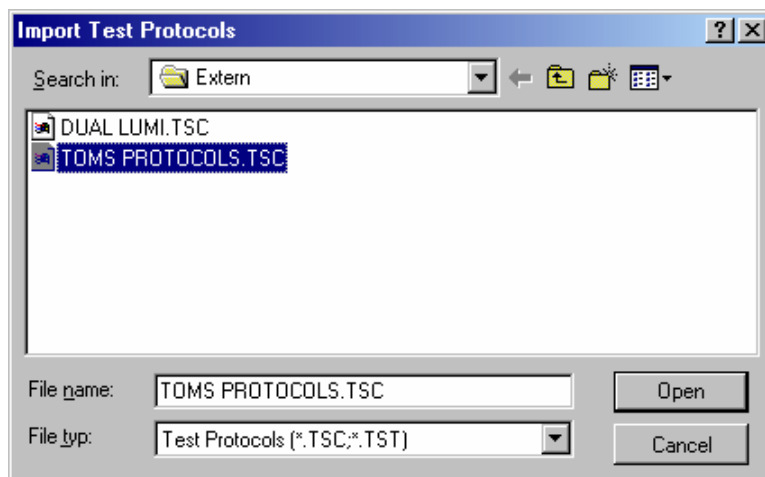 Import Test Protocols
Search in: Extern
DUAL LUMI.TSC
TOMS PROTOCOLS.TSC
File name: TOMS PROTOCOLS.TSC Open
File typ: Test Protocols (*.TSC;*.TST) Cancel